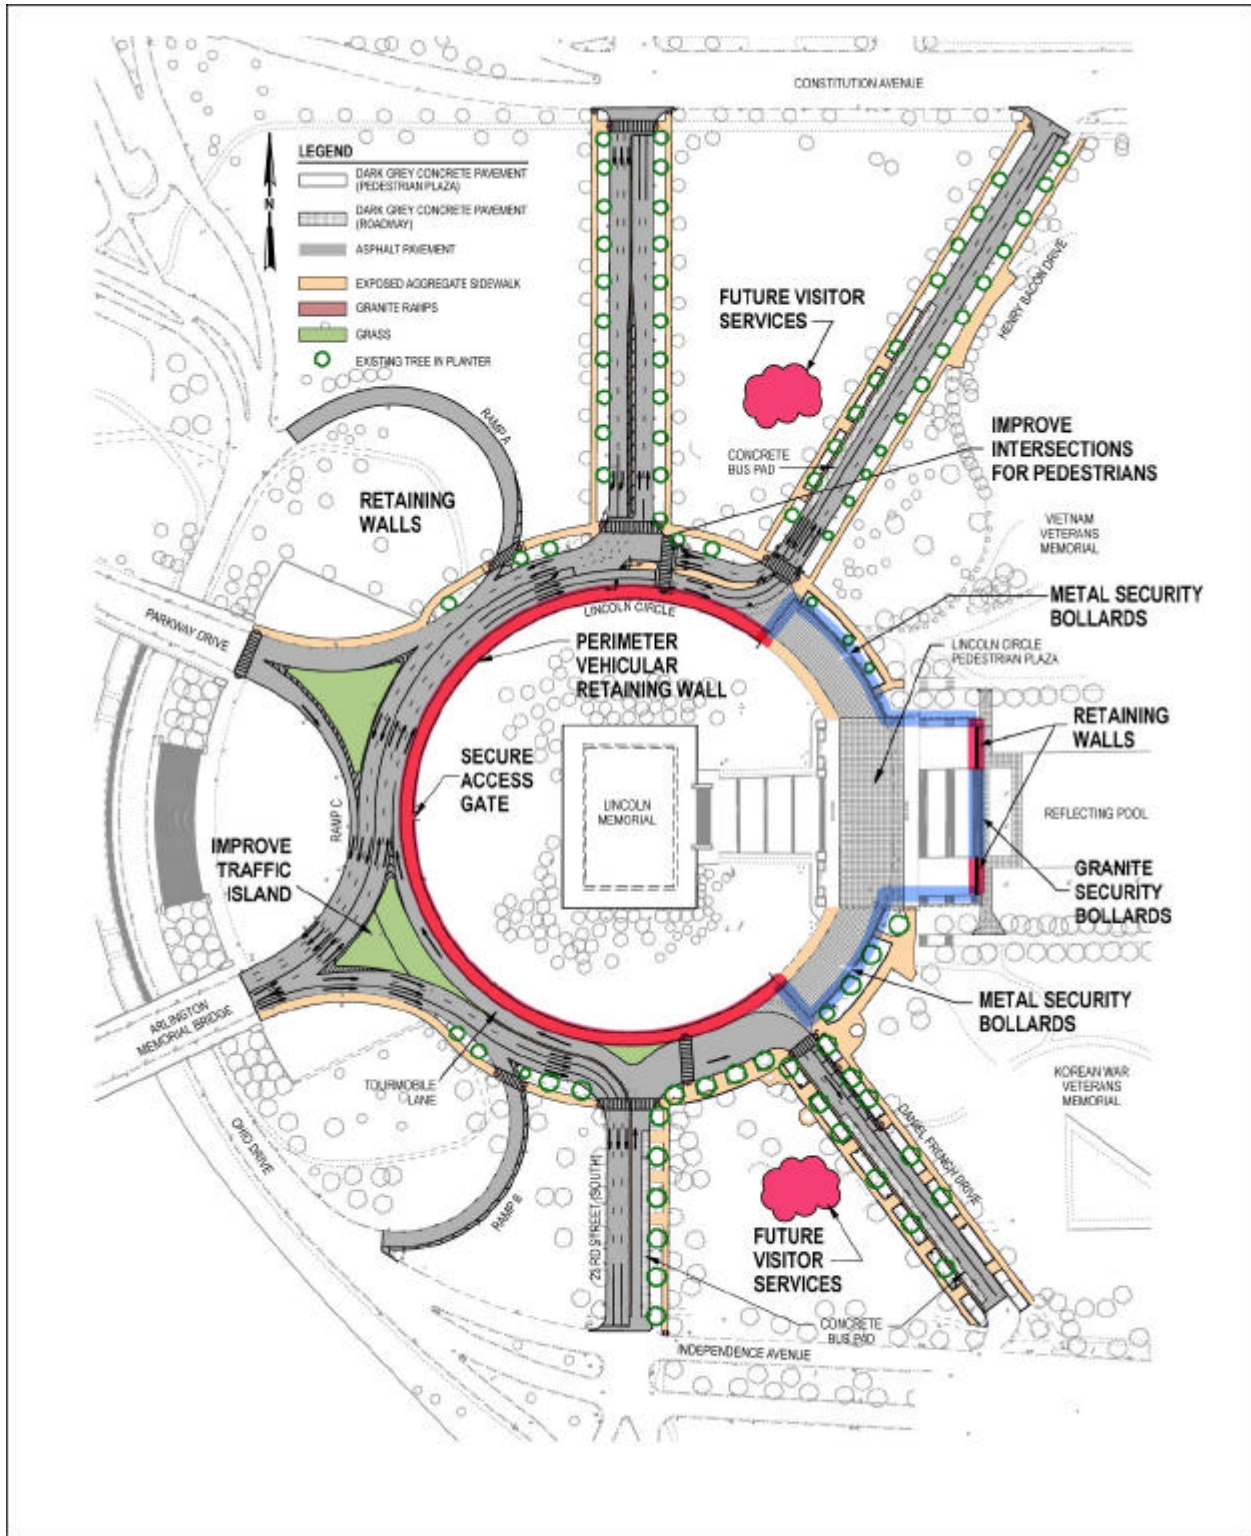 CONSTITUTION AVENUE
LEGEND
DARK GREY CONCRETE PAVEMENT
(PEDESTRIAN PLAZA)
DARK GREY CONCRETE PAVEMENT
(ROADWAY)
ASPHALT PAVEMENT
EXPOSED AGGREGATE SIDEWALK
GRANITE RAMPS
GRASS
EXISTING TREE IN PLANTER
N
HENRY BACON DRIVE
FUTURE VISITOR
SERVICES
RAMP A
IMPROVE
INTERSECTIONS
FOR PEDESTRIANS
CONCRETE
BUS PAD
RETAINING
WALLS
VIETNAM
VETERANS
MEMORIAL
METAL SECURITY
BOLLARDS
LINCOLN CIRCLE
PARKWAY DRIVE
PERIMETER
VEHICULAR
RETAINING WALL
LINCOLN CIRCLE
PEDESTRIAN PLAZA
RETAINING
WALLS
SECURE
ACCESS
GATE
LINCOLN
MEMORIAL
REFLECTING POOL
RAMP C
IMPROVE
TRAFFIC
ISLAND
GRANITE
SECURITY
BOLLARDS
METAL SECURITY
BOLLARDS
ARLINGTON
MEMORIAL BRIDGE
TOURMOBILE
LANE
KOREAN WAR
VETERANS
MEMORIAL
DANIEL FRENCH DRIVE
OHIO DRIVE
RAMP B
23 RD STREET (SOUTH)
FUTURE
VISITOR
SERVICES
CONCRETE
BUS PAD
INDEPENDENCE AVENUE